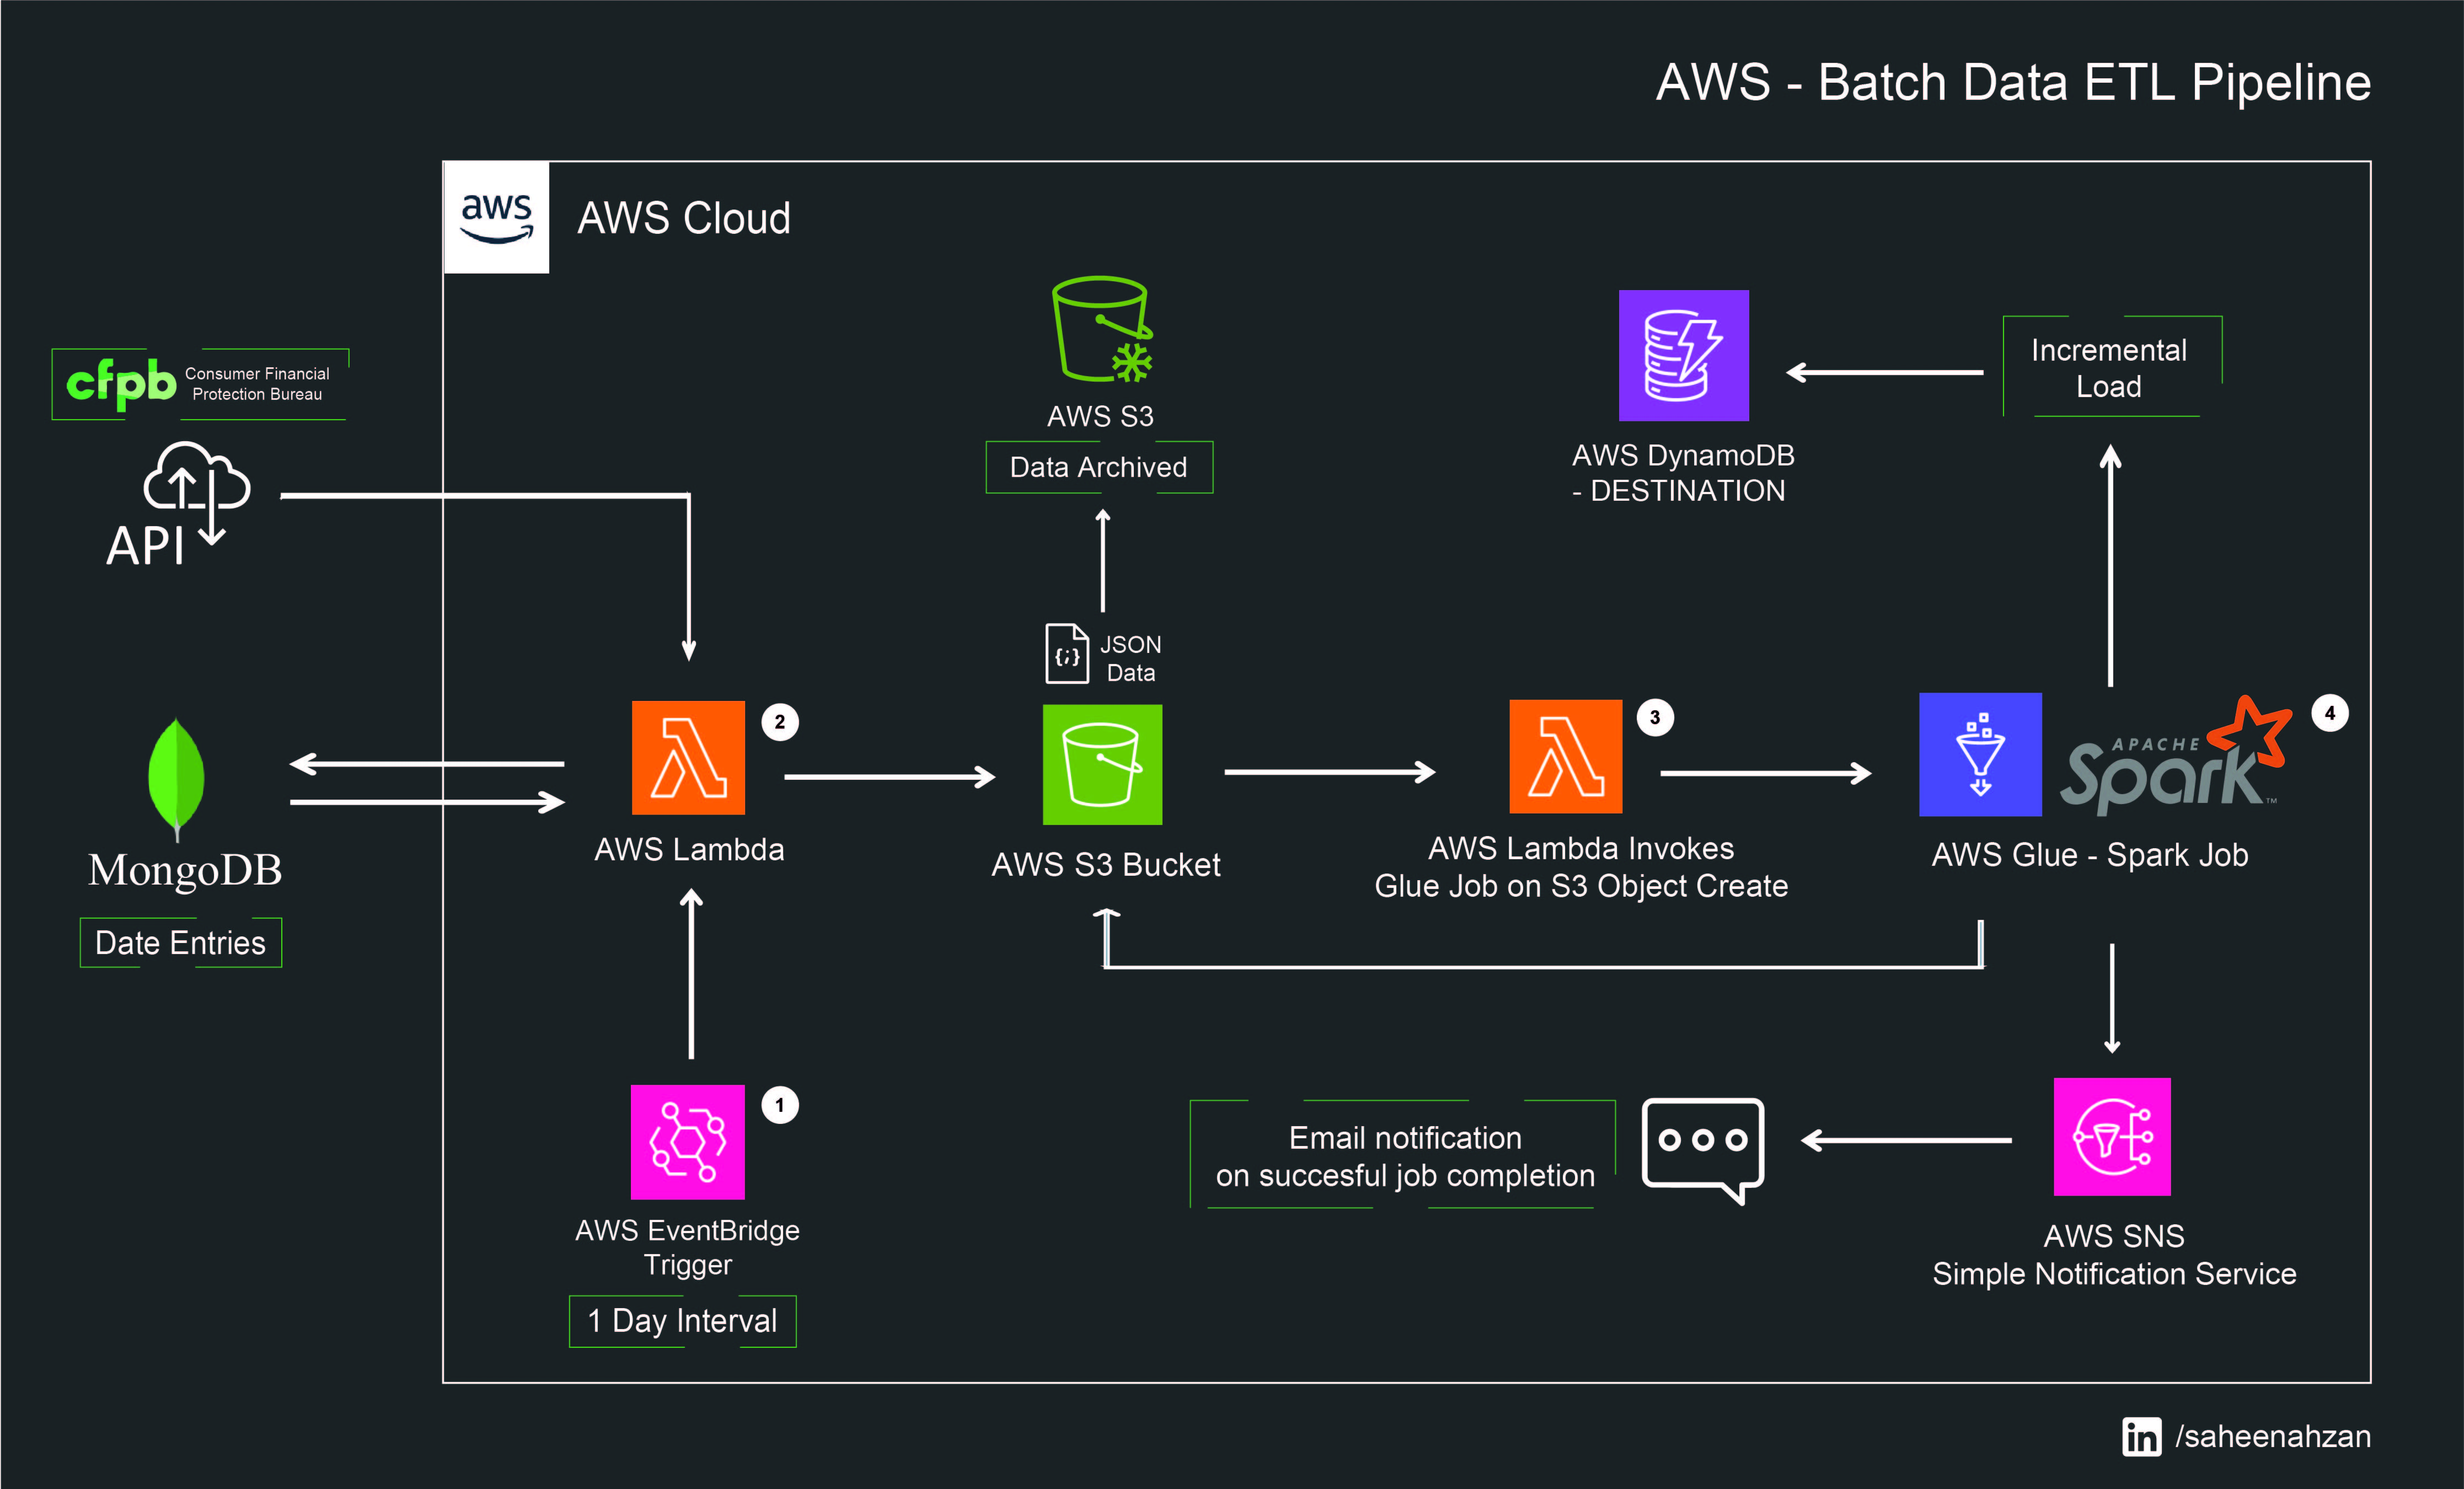 AWS - Batch Data ETL Pipeline
aws
AWS Cloud
cfpb
Consumer Financial
Protection Bureau
API
AWS S3
Data Archived
AWS DynamoDB
- DESTINATION
Incremental
Load
JSON
Data
{;}
MongoDB
Date Entries
2
AWS Lambda
AWS S3 Bucket
3
AWS Lambda Invokes
Glue Job on S3 Object Create
APACHE
Spark™
4
AWS Glue - Spark Job
1
AWS EventBridge
Trigger
1 Day Interval
Email notification
on succesful job completion
AWS SNS
Simple Notification Service
in /saheenahzan